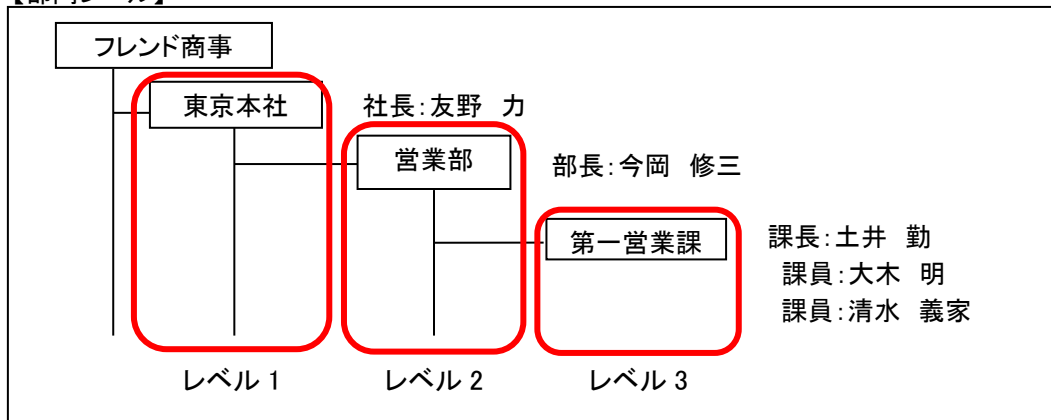 フレンド商事
東京本社
社長:友野 力
営業部
部長:今岡 修三
第一営業課
課長:土井 勤
課員:大木 明
課員:清水 義家
レベル 1
レベル 2
レベル 3